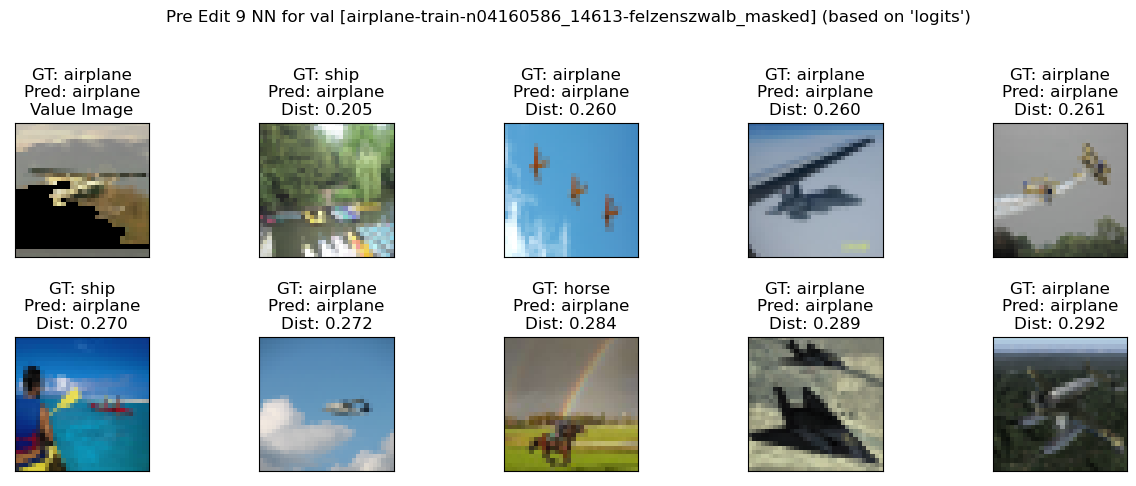 Pre Edit 9 NN for val [airplane-train-n04160586_14613-felzenszwalb_masked] (based on 'logits')
GT: airplane
Pred: airplane
Value Image
GT: ship
Pred: airplane
Dist: 0.205
GT: airplane
Pred: airplane
Dist: 0.260
GT: airplane
Pred: airplane
Dist: 0.260
GT: airplane
Pred: airplane
Dist: 0.261
GT: ship
Pred: airplane
Dist: 0.270
GT: airplane
Pred: airplane
Dist: 0.272
GT: horse
Pred: airplane
Dist: 0.284
GT: airplane
Pred: airplane
Dist: 0.289
GT: airplane
Pred: airplane
Dist: 0.292